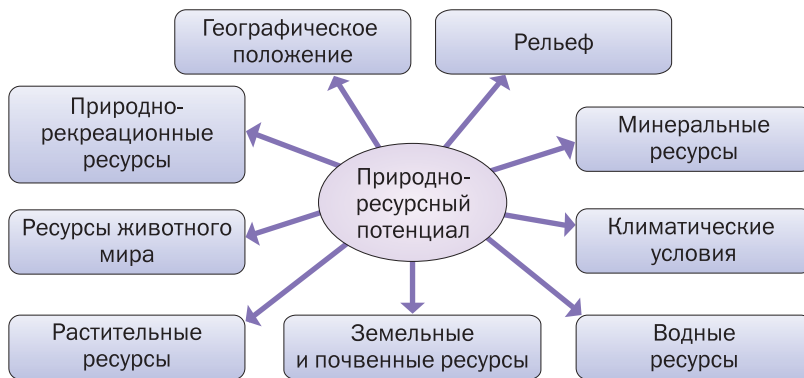 Географическое
положение
Рельеф
Природно-
рекреационные
ресурсы
Минеральные
ресурсы
Природно-
ресурсный
потенциал
Ресурсы животного
мира
Климатические
условия
Растительные
ресурсы
Земельные
и почвенные ресурсы
Водные
ресурсы